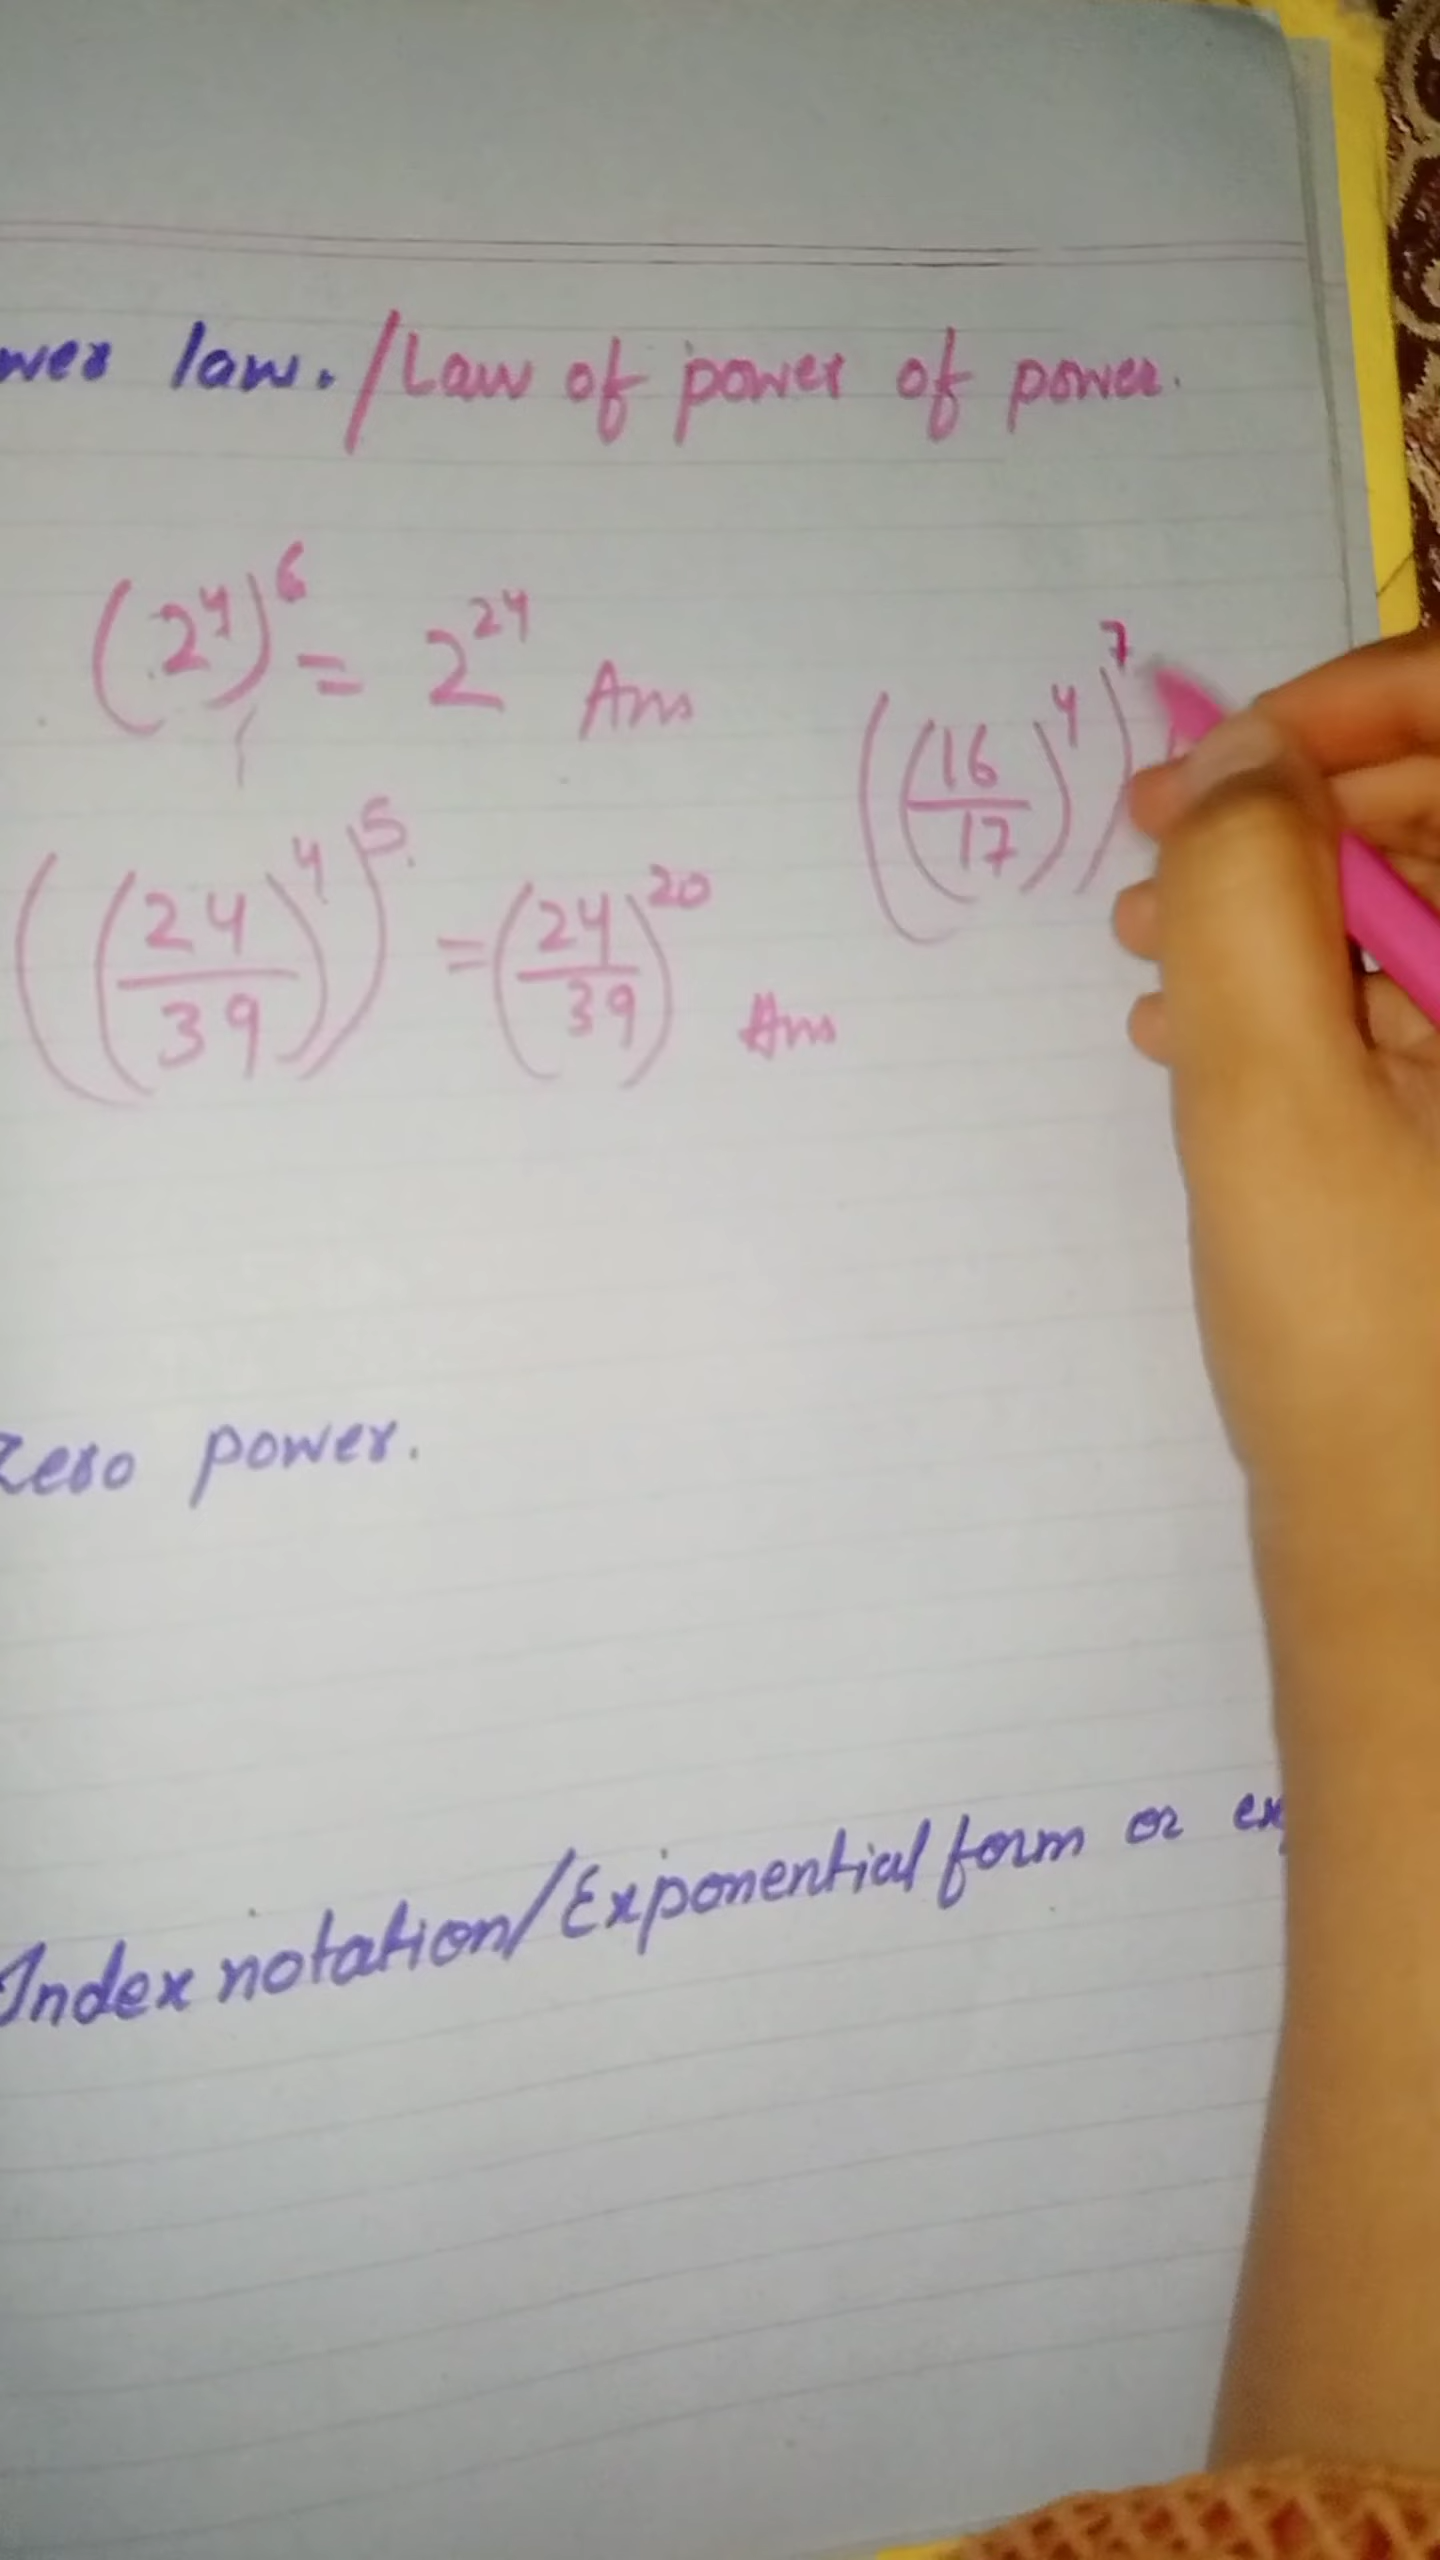 law. / Law of power of power.
(2⁴)⁶ = 2²⁴ Ans
((24/39)⁴)⁵ = (24/39)²⁰ Ans
((16/17)⁴)⁷
Zero power.
Index notation/Exponential form or